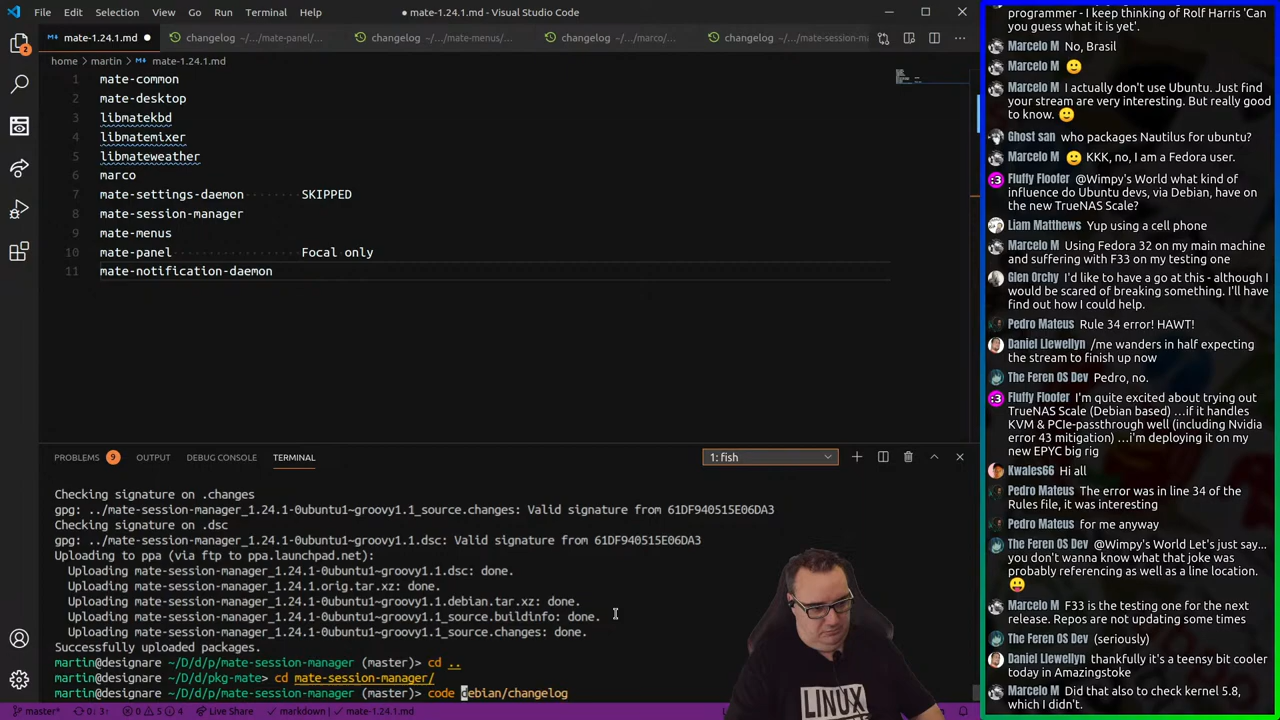 File Edit Selection View Go Run Terminal Help
● mate-1.24.1.md - Visual Studio Code
mate-1.24.1.md ●
changelog ~/.../mate-panel/...
changelog ~/.../mate-menus/...
changelog ~/.../marco/...
changelog ~/.../mate-session-m
home > martin > mate-1.24.1.md
1 mate-common
2 mate-desktop
3 libmatekbd
4 libmatemixer
5 libmateweather
6 marco
7 mate-settings-daemon SKIPPED
8 mate-session-manager
9 mate-menus
10 mate-panel Focal only
11 mate-notification-daemon
PROBLEMS 9 OUTPUT DEBUG CONSOLE TERMINAL
1: fish
Checking signature on .changes
gpg: ../mate-session-manager_1.24.1-0ubuntu1~groovy1.1_source.changes: Valid signature from 61DF940515E06DA3
Checking signature on .dsc
gpg: ../mate-session-manager_1.24.1-0ubuntu1~groovy1.1.dsc: Valid signature from 61DF940515E06DA3
Uploading to ppa (via ftp to ppa.launchpad.net):
Uploading mate-session-manager_1.24.1-0ubuntu1~groovy1.1.dsc: done.
Uploading mate-session-manager_1.24.1.orig.tar.xz: done.
Uploading mate-session-manager_1.24.1-0ubuntu1~groovy1.1.debian.tar.xz: done.
Uploading mate-session-manager_1.24.1-0ubuntu1~groovy1.1_source.buildinfo: done.
Uploading mate-session-manager_1.24.1-0ubuntu1~groovy1.1_source.changes: done.
Successfully uploaded packages.
martin@designare ~/D/d/p/mate-session-manager (master)> cd ..
martin@designare ~/D/d/pkg-mate> cd mate-session-manager/
martin@designare ~/D/d/p/mate-session-manager (master)> code debian/changelog
master* 0↓ 3↑ 0 5 4 Live Share markdown | mate-1.24.1.md
LINUX
programmer - I keep thinking of Rolf Harris 'Can
you guess what it is yet'.
Marcelo M No, Brasil
Marcelo M 🙂
Marcelo M I actually don't use Ubuntu. Just find
your stream are very interesting. But really good
to know. 🙂
Ghost san who packages Nautilus for ubuntu?
Marcelo M 🙂 KKK, no, I am a Fedora user.
Fluffy Floofer @Wimpy's World what kind of
influence do Ubuntu devs, via Debian, have on
the new TrueNAS Scale?
Liam Matthews Yup using a cell phone
Marcelo M Using Fedora 32 on my main machine
and suffering with F33 on my testing one
Glen Orchy I'd like to have a go at this - although I
would be scared of breaking something. I'll have
find out how I could help.
Pedro Mateus Rule 34 error! HAWT!
Daniel Llewellyn /me wanders in half expecting
the stream to finish up now
The Feren OS Dev Pedro, no.
Fluffy Floofer I'm quite excited about trying out
TrueNAS Scale (Debian based) …if it handles
KVM & PCIe-passthrough well (including Nvidia
error 43 mitigation) …i'm deploying it on my
new EPYC big rig
Kwales66 Hi all
Pedro Mateus The error was in line 34 of the
Rules file, it was interesting
Pedro Mateus for me anyway
The Feren OS Dev @Wimpy's World Let's just say...
you don't wanna know what that joke was
probably referencing as well as a line location.
😛
Marcelo M F33 is the testing one for the next
release. Repos are not updating some times
The Feren OS Dev (seriously)
Daniel Llewellyn thankfully it's a teensy bit cooler
today in Amazingstoke
Marcelo M Did that also to check kernel 5.8,
which I didn't.